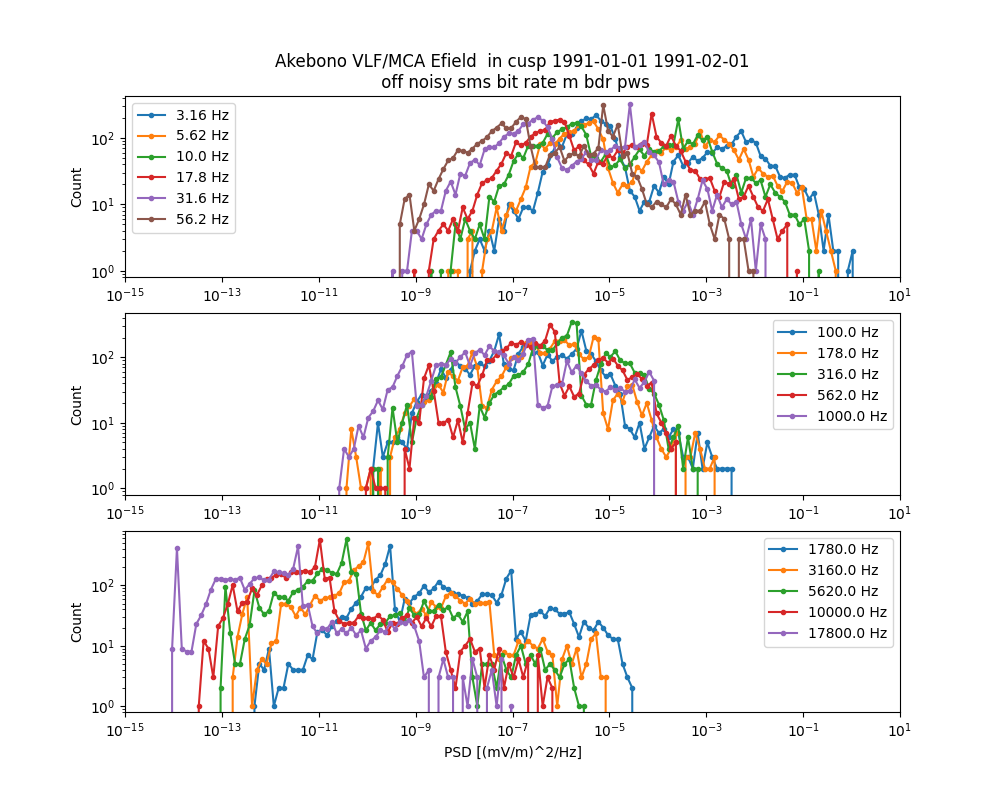 Akebono VLF/MCA Efield  in cusp 1991-01-01 1991-02-01
off noisy sms bit rate m bdr pws
Count
10^2
10^1
10^0
3.16 Hz
5.62 Hz
10.0 Hz
17.8 Hz
31.6 Hz
56.2 Hz
10^-15 10^-13 10^-11 10^-9 10^-7 10^-5 10^-3 10^-1 10^1
Count
10^2
10^1
10^0
100.0 Hz
178.0 Hz
316.0 Hz
562.0 Hz
1000.0 Hz
10^-15 10^-13 10^-11 10^-9 10^-7 10^-5 10^-3 10^-1 10^1
Count
10^2
10^1
10^0
1780.0 Hz
3160.0 Hz
5620.0 Hz
10000.0 Hz
17800.0 Hz
10^-15 10^-13 10^-11 10^-9 10^-7 10^-5 10^-3 10^-1 10^1
PSD [(mV/m)^2/Hz]